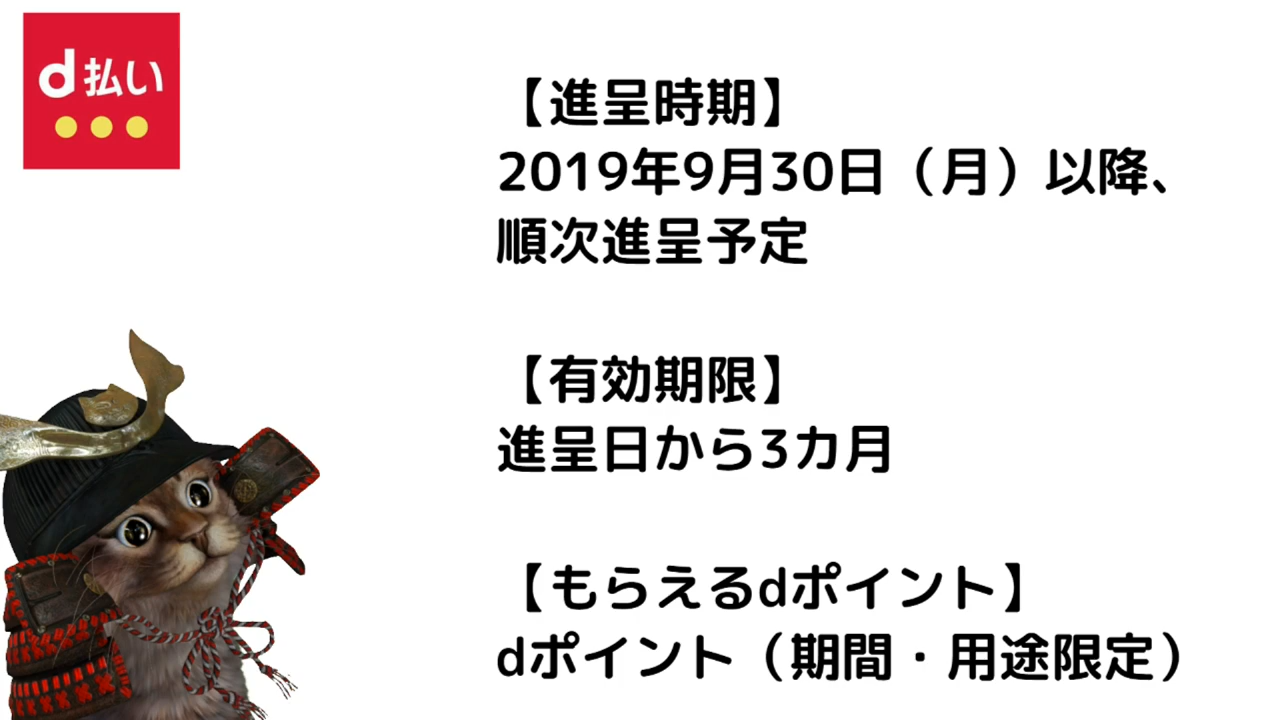 d払い
【進呈時期】
2019年9月30日（月）以降、
順次進呈予定
【有効期限】
進呈日から3カ月
【もらえるdポイント】
dポイント（期間・用途限定）